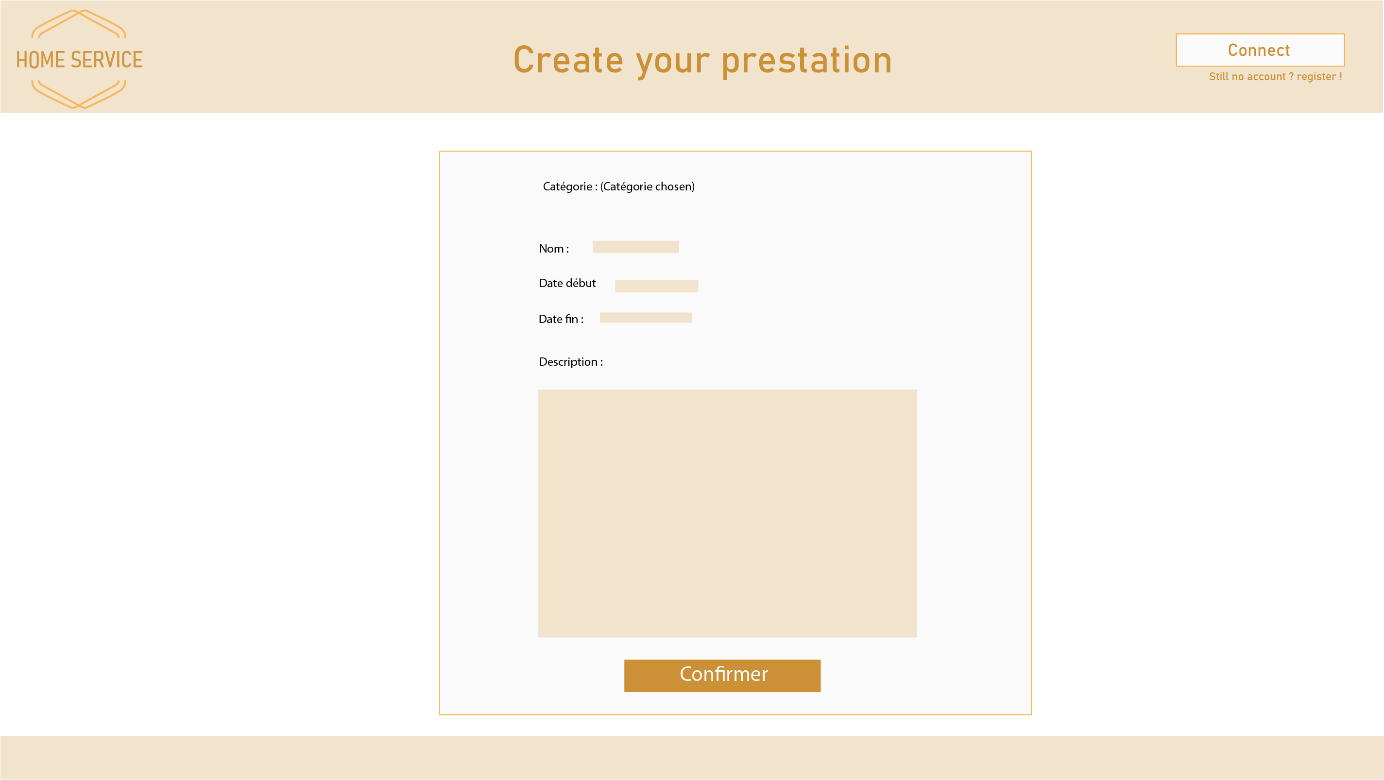 HOME SERVICE
Create your prestation
Connect
Still no account ? register !
Catégorie : (Catégorie chosen)
Nom :
Date début
Date fin :
Description :
Confirmer